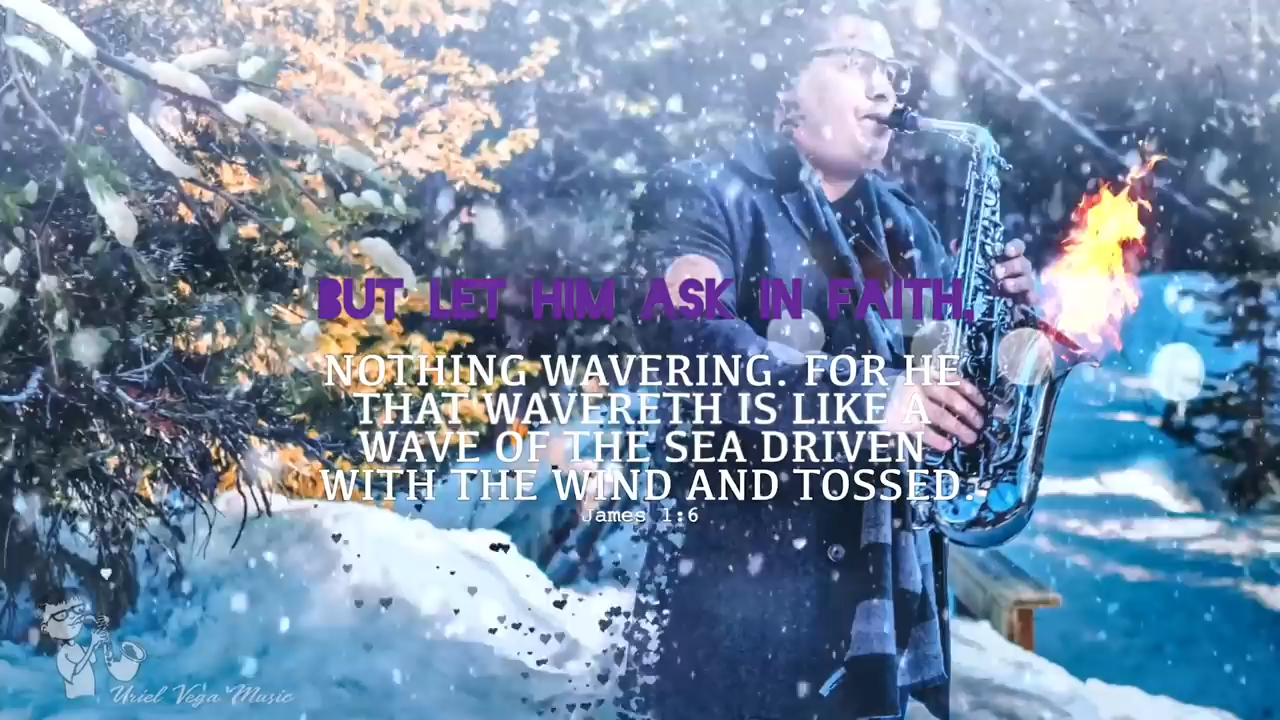 BUT LET HIM ASK IN FAITH,
NOTHING WAVERING. FOR HE
THAT WAVERETH IS LIKE A
WAVE OF THE SEA DRIVEN
WITH THE WIND AND TOSSED.
James 1:6
Uriel Vega Music